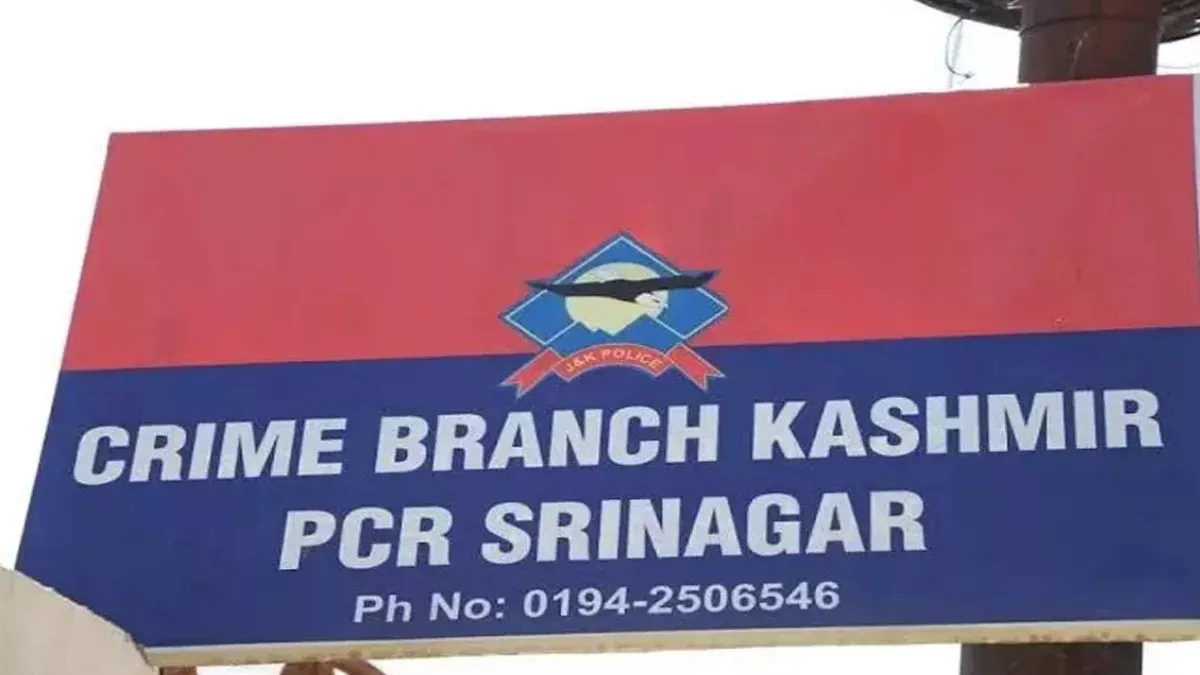 J&K POLICE
CRIME BRANCH KASHMIR
PCR SRINAGAR
Ph No: 0194-2506546